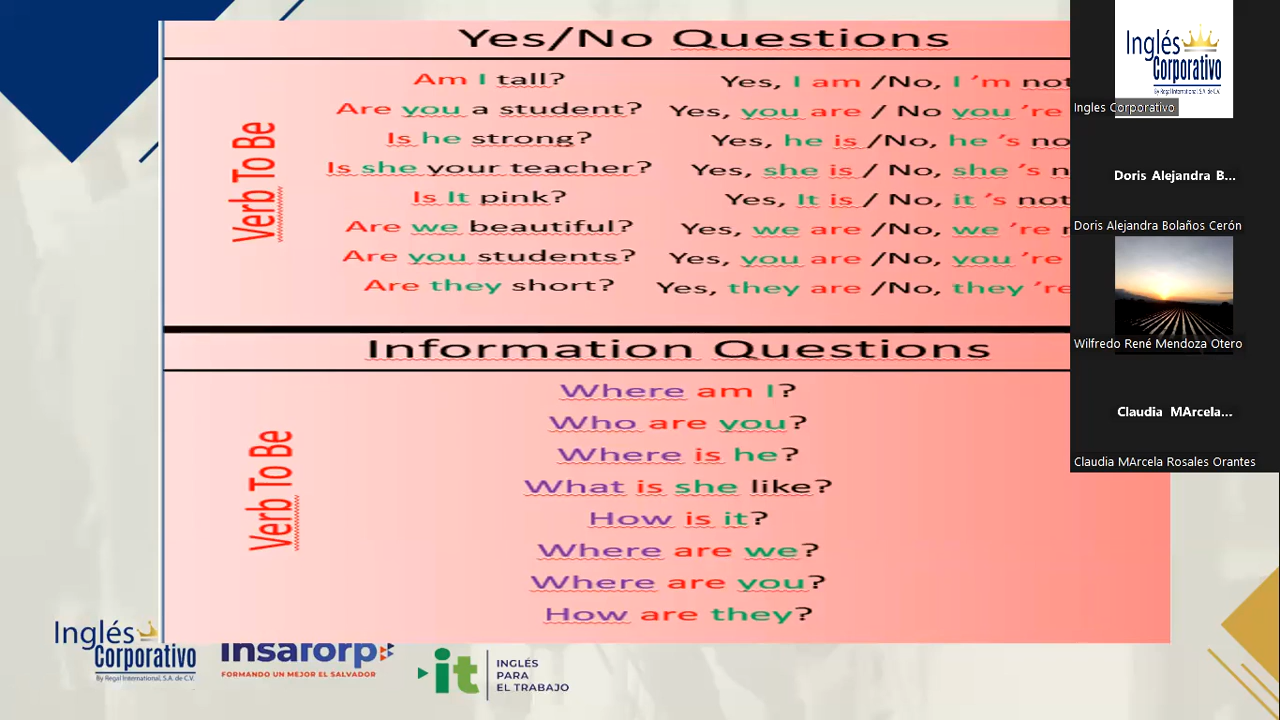 Yes/No Questions
Verb To Be
Am I tall? Yes, I am /No, I 'm not
Are you a student? Yes, you are / No you 're
Is he strong? Yes, he is /No, he 's no
Is she your teacher? Yes, she is / No, she 's n
Is It pink? Yes, It is / No, it 's not
Are we beautiful? Yes, we are /No, we 're
Are you students? Yes, you are /No, you 're
Are they short? Yes, they are /No, they 're
Information Questions
Verb To Be
Where am I?
Who are you?
Where is he?
What is she like?
How is it?
Where are we?
Where are you?
How are they?
Inglés
Corporativo
By Regal International, S.A. de C.V.
Ingles Corporativo
Doris Alejandra B...
Doris Alejandra Bolaños Cerón
Wilfredo René Mendoza Otero
Claudia MArcela...
Claudia MArcela Rosales Orantes
Inglés
Corporativo
By Regal International, S.A. de C.V.
insaforp
FORMANDO UN MEJOR EL SALVADOR
it
INGLÉS
PARA
EL TRABAJO